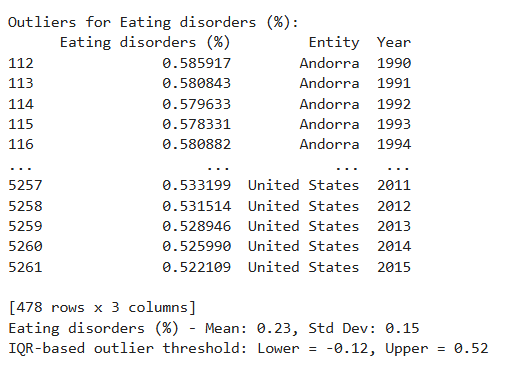 Outliers for Eating disorders (%):
Eating disorders (%) Entity Year
112 0.585917 Andorra 1990
113 0.580843 Andorra 1991
114 0.579633 Andorra 1992
115 0.578331 Andorra 1993
116 0.580882 Andorra 1994
... ... ... ...
5257 0.533199 United States 2011
5258 0.531514 United States 2012
5259 0.528946 United States 2013
5260 0.525990 United States 2014
5261 0.522109 United States 2015
[478 rows x 3 columns]
Eating disorders (%) - Mean: 0.23, Std Dev: 0.15
IQR-based outlier threshold: Lower = -0.12, Upper = 0.52